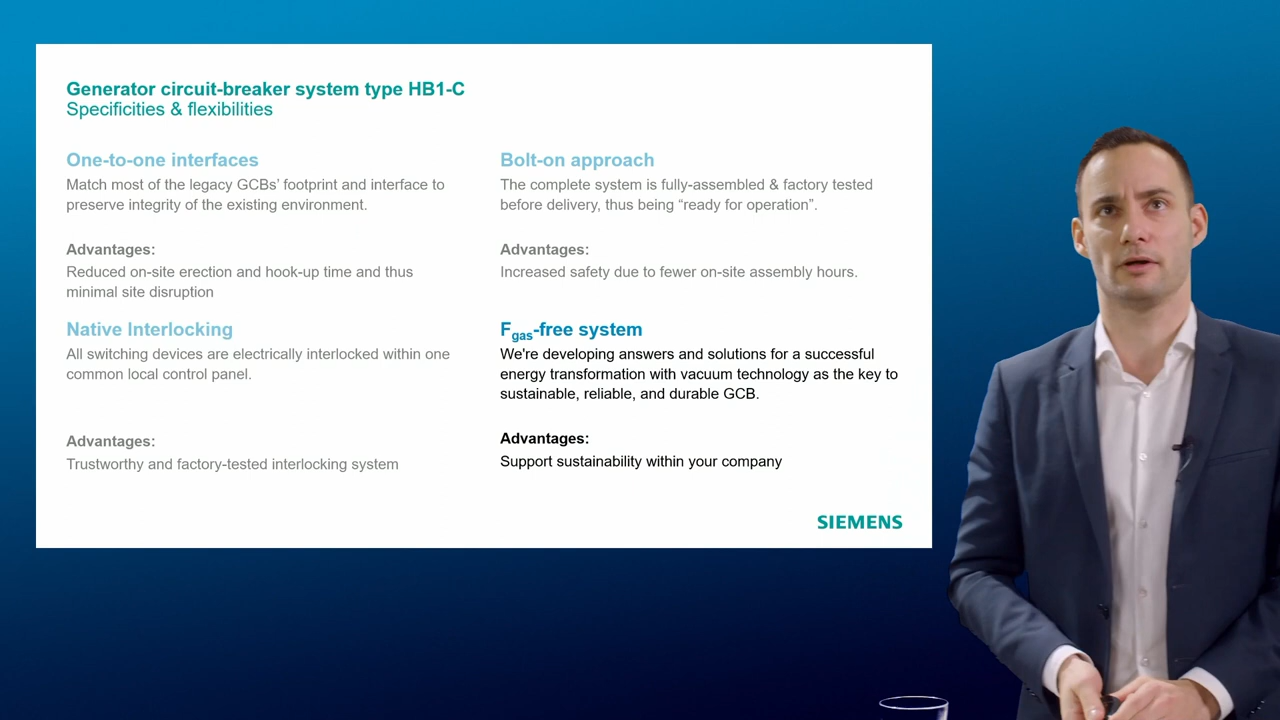 Generator circuit-breaker system type HB1-C
Specificities & flexibilities
One-to-one interfaces
Match most of the legacy GCBs’ footprint and interface to
preserve integrity of the existing environment.
Advantages:
Reduced on-site erection and hook-up time and thus
minimal site disruption
Bolt-on approach
The complete system is fully-assembled & factory tested
before delivery, thus being “ready for operation”.
Advantages:
Increased safety due to fewer on-site assembly hours.
Native Interlocking
All switching devices are electrically interlocked within one
common local control panel.
Advantages:
Trustworthy and factory-tested interlocking system
Fgas-free system
We're developing answers and solutions for a successful
energy transformation with vacuum technology as the key to
sustainable, reliable, and durable GCB.
Advantages:
Support sustainability within your company
SIEMENS